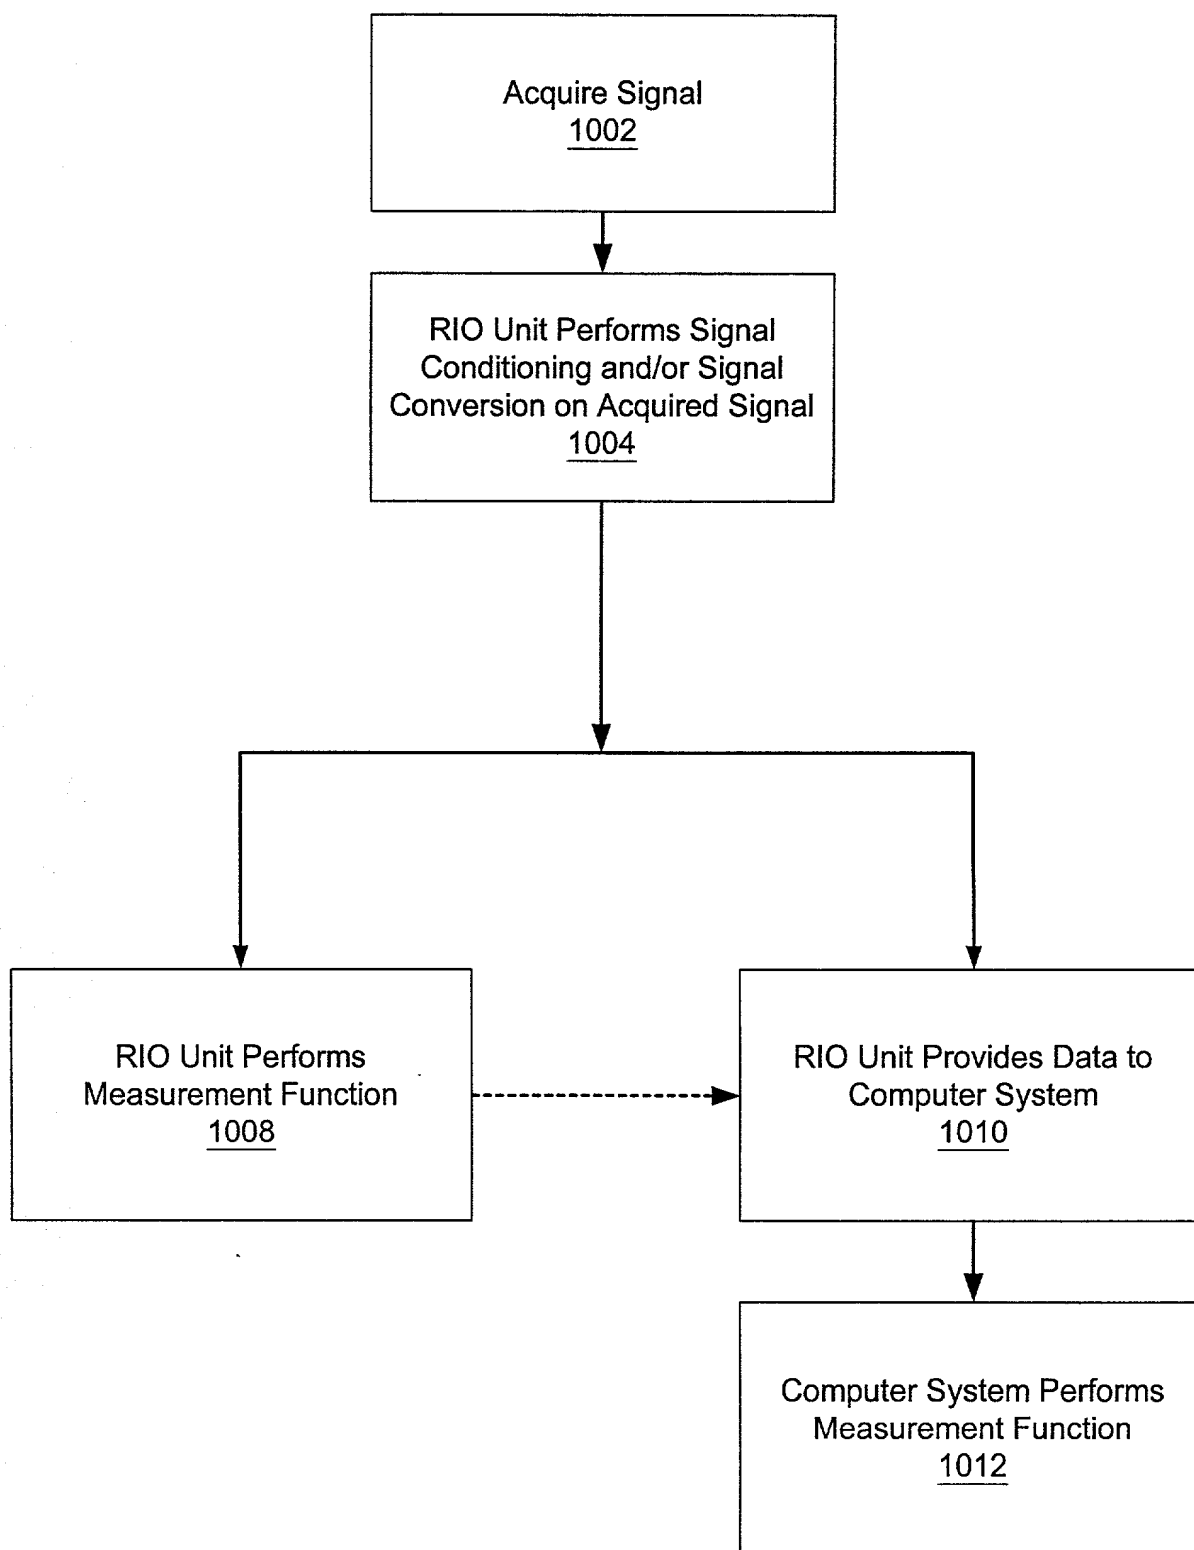 Acquire Signal
1002
RIO Unit Performs Signal
Conditioning and/or Signal
Conversion on Acquired Signal
1004
RIO Unit Performs
Measurement Function
1008
RIO Unit Provides Data to
Computer System
1010
Computer System Performs
Measurement Function
1012